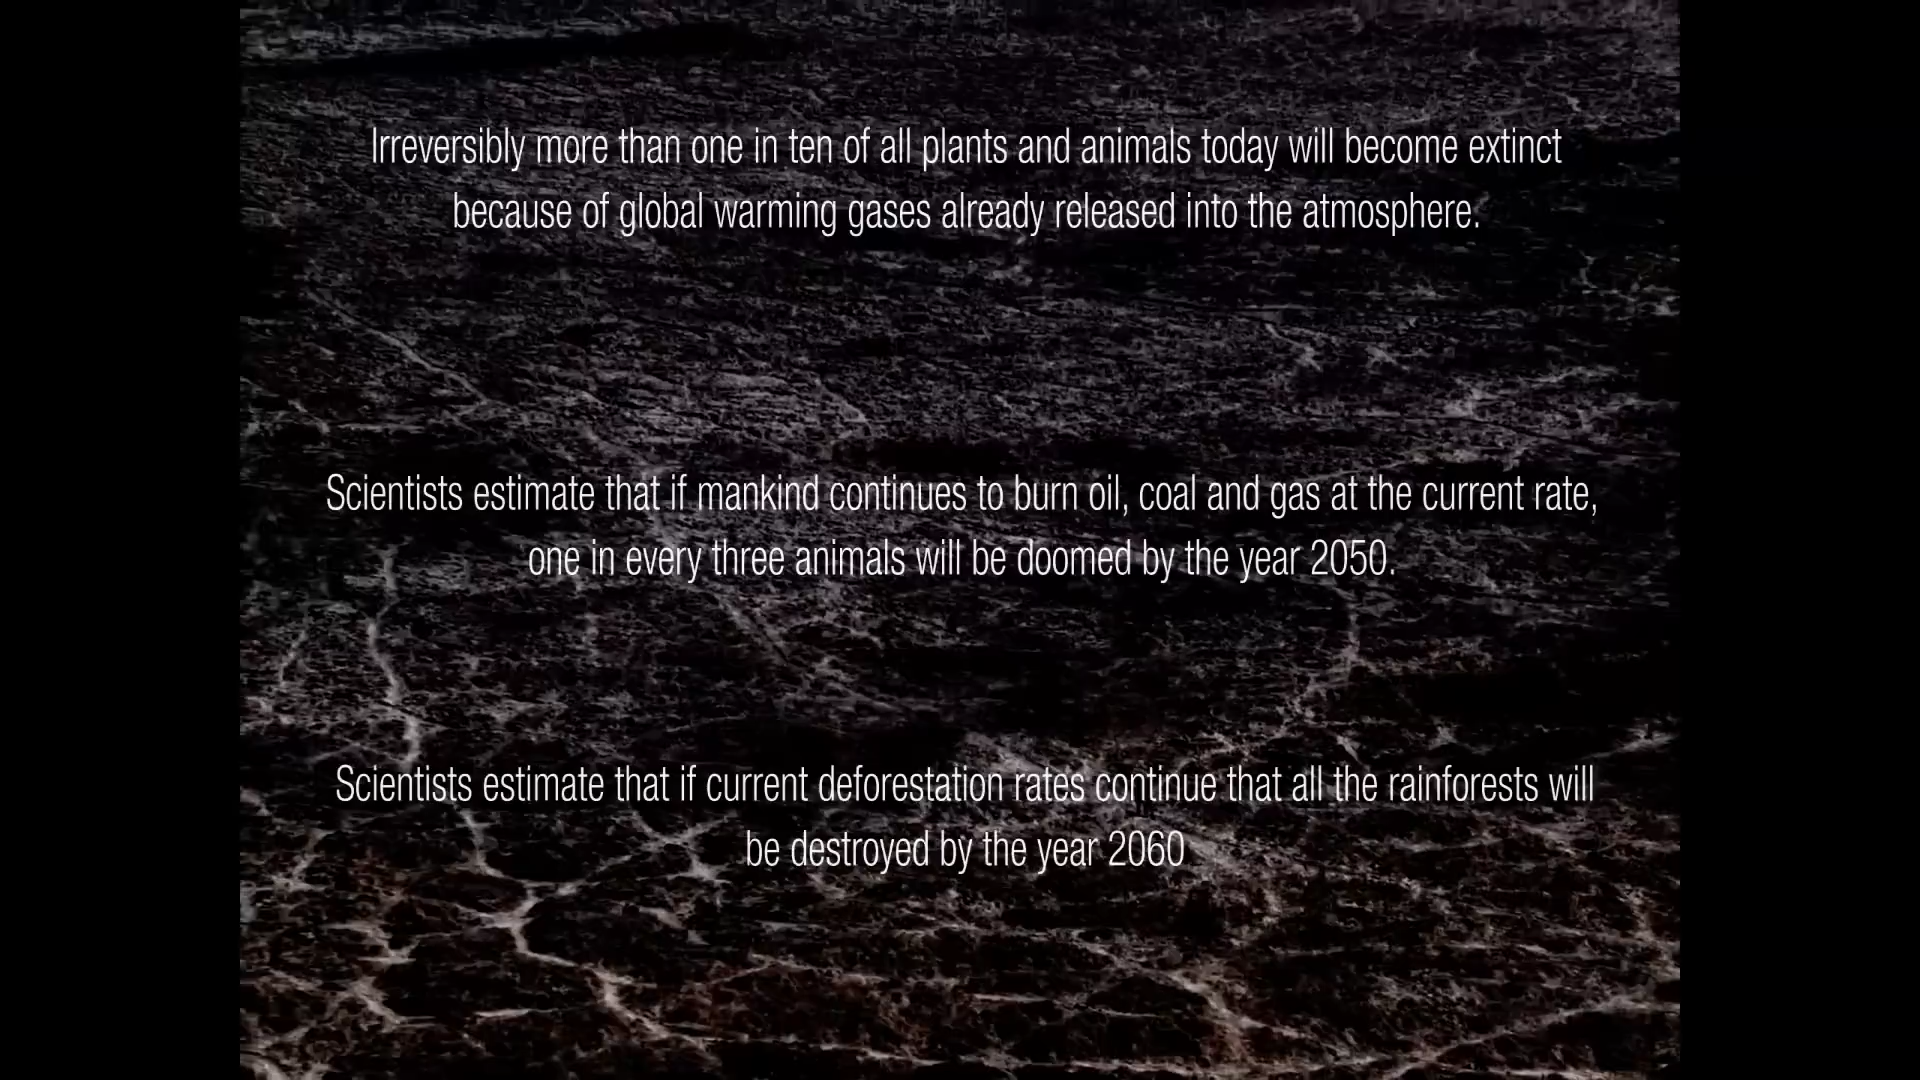 Irreversibly more than one in ten of all plants and animals today will become extinct
because of global warming gases already released into the atmosphere.
Scientists estimate that if mankind continues to burn oil, coal and gas at the current rate,
one in every three animals will be doomed by the year 2050.
Scientists estimate that if current deforestation rates continue that all the rainforests will
be destroyed by the year 2060